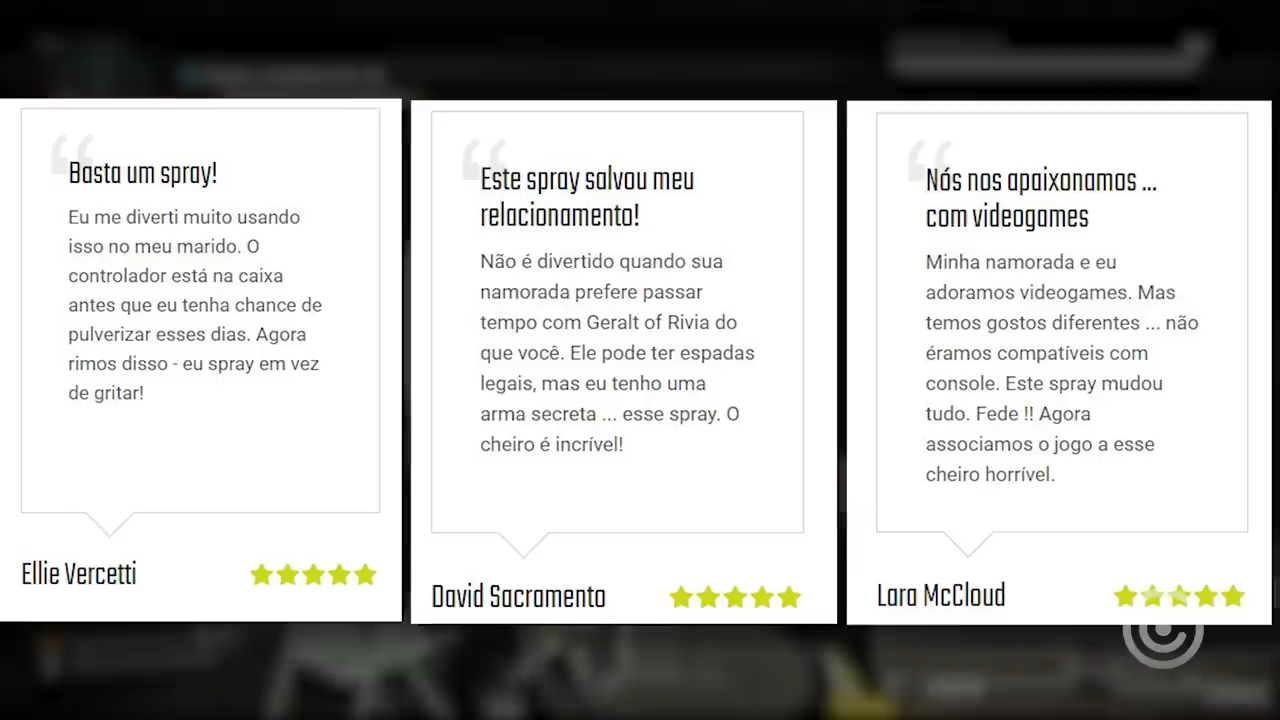 Basta um spray!
Eu me diverti muito usando
isso no meu marido. O
controlador está na caixa
antes que eu tenha chance de
pulverizar esses dias. Agora
rimos disso - eu spray em vez
de gritar!
Ellie Vercetti
Este spray salvou meu
relacionamento!
Não é divertido quando sua
namorada prefere passar
tempo com Geralt of Rivia do
que você. Ele pode ter espadas
legais, mas eu tenho uma
arma secreta ... esse spray. O
cheiro é incrível!
David Sacramento
Nós nos apaixonamos ...
com videogames
Minha namorada e eu
adoramos videogames. Mas
temos gostos diferentes ... não
éramos compatíveis com
console. Este spray mudou
tudo. Fede !! Agora
associamos o jogo a esse
cheiro horrível.
Lara McCloud